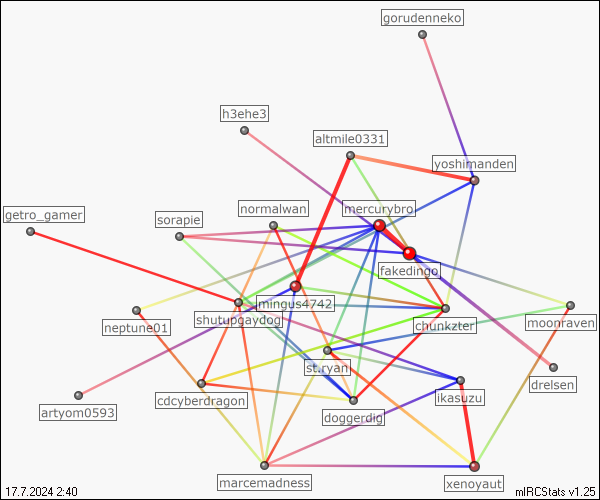 gorudenneko
h3ehe3
altmile0331
yoshimanden
normalwan
mercurybro
getro_gamer
sorapie
fakedingo
mingus4742
neptune01
shutupgaydog
chunkzter
moonraven
st.ryan
drelsen
artyom0593
cdcyberdragon
ikasuzu
doggerdig
marcemadness
xenoyaut
17.7.2024 2:40
mIRCStats v1.25